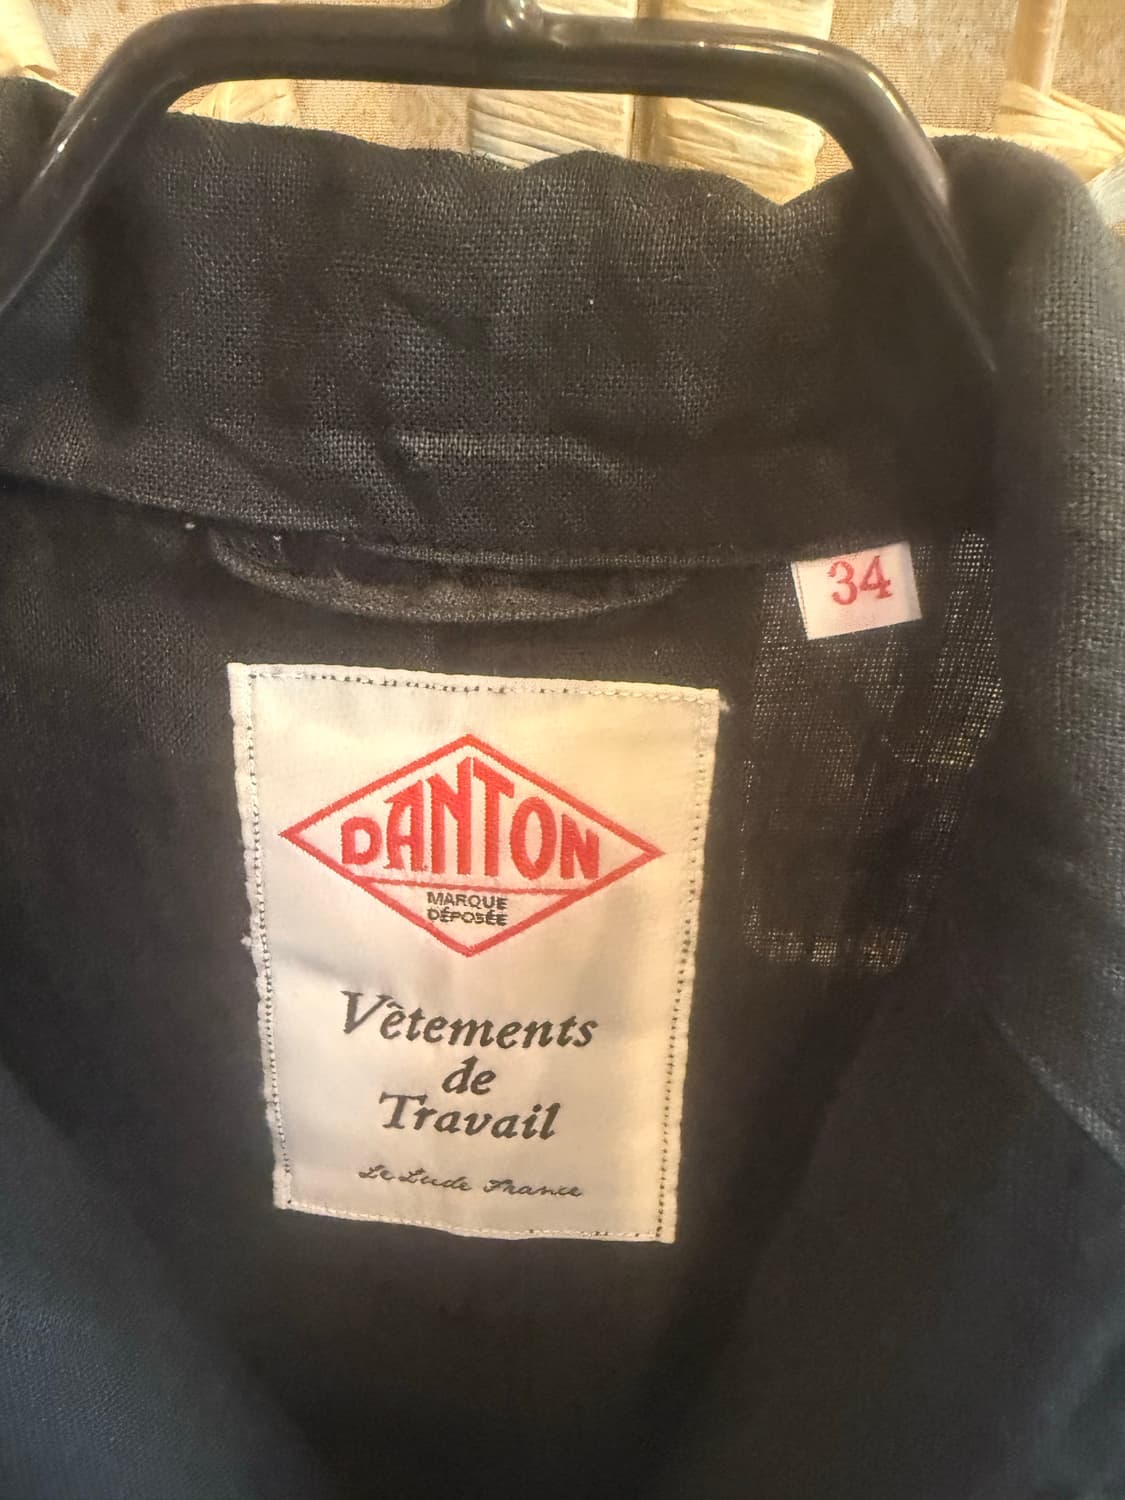 34
DANTON
MARQUE
DÉPOSÉE
Vêtements
de
Travail
Le Lude France